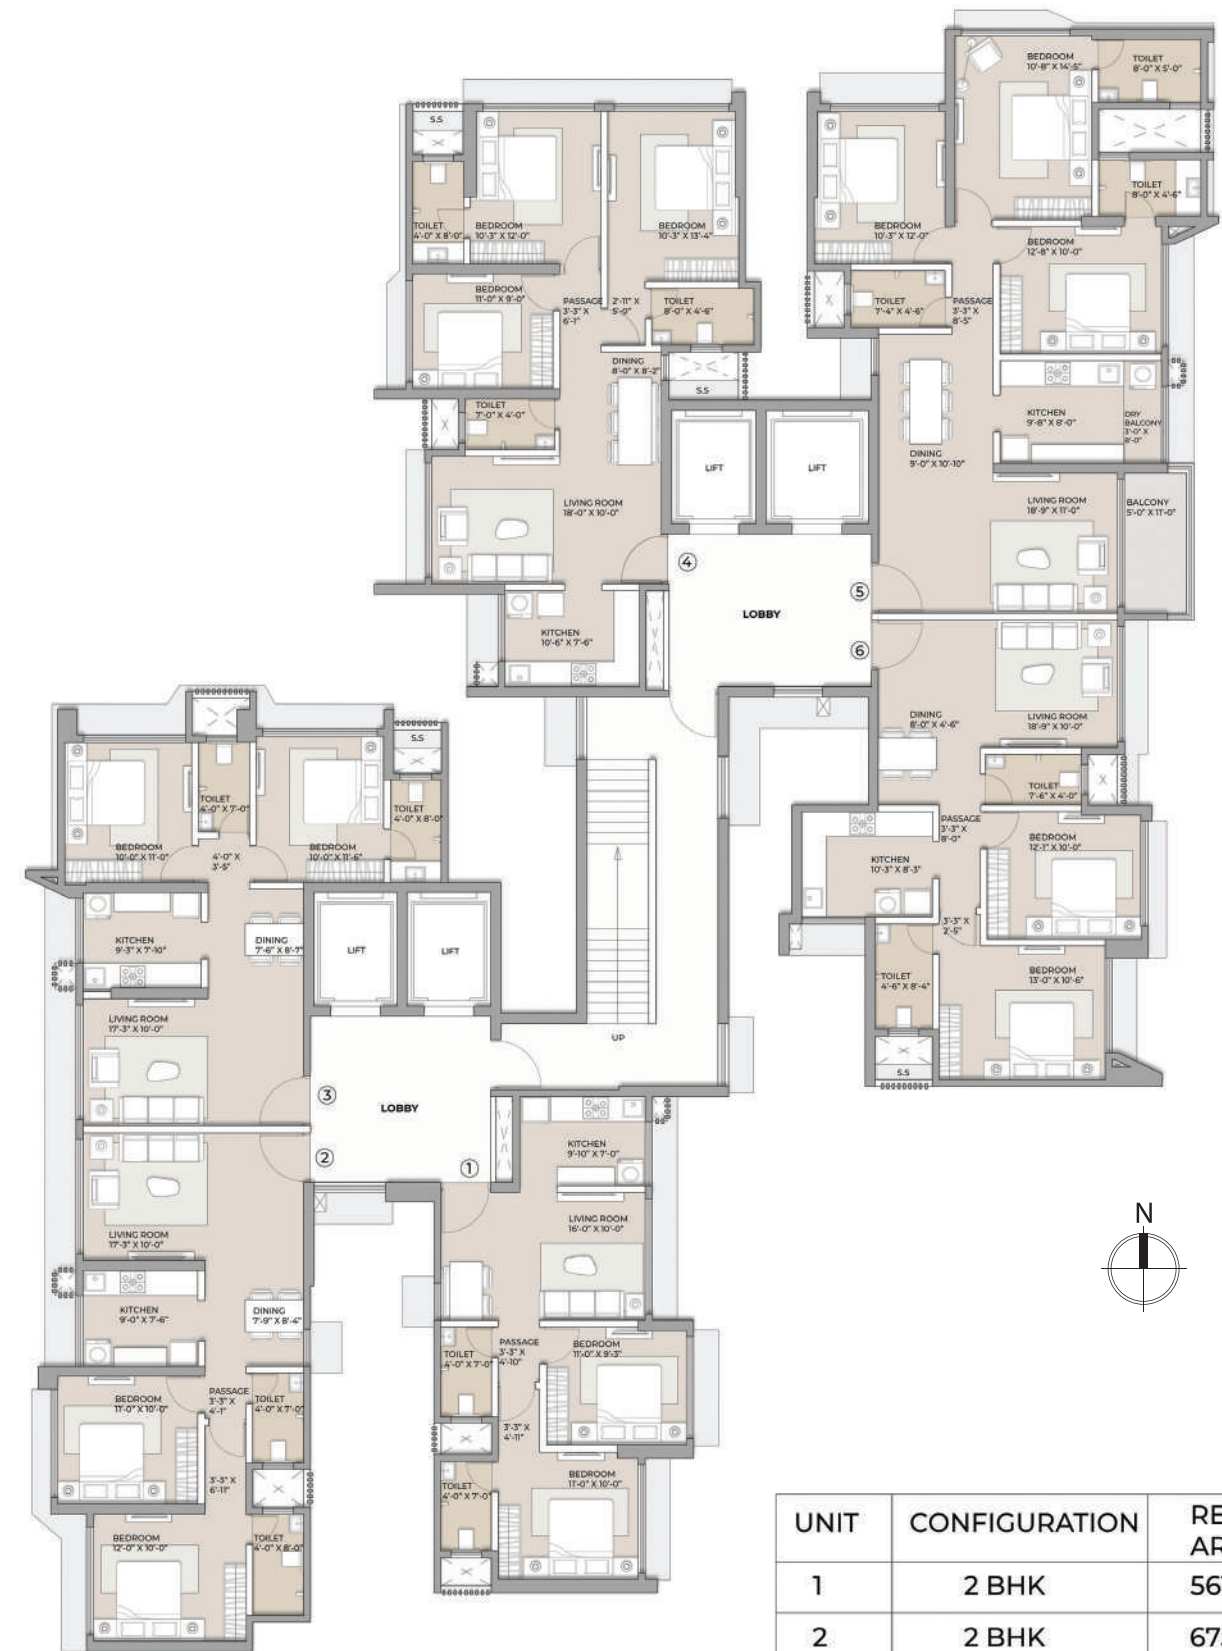 BEDROOM
10'-8" X 14'-5"
TOILET
8'-0" X 5'-0"
S.S
BEDROOM
10'-3" X 12'-0"
TOILET
4'-0" X 8'-0"
BEDROOM
10'-3" X 13'-4"
BEDROOM
10'-3" X 12'-0"
TOILET
8'-0" X 4'-6"
BEDROOM
12'-8" X 10'-0"
BEDROOM
11'-0" X 9'-0"
PASSAGE
3'-3" X
6'-1"
2'-11" X
5'-0"
TOILET
8'-0" X 4'-6"
TOILET
7'-4" X 4'-6"
PASSAGE
3'-3" X
8'-5"
DINING
8'-0" X 8'-2"
S.S
TOILET
7'-0" X 4'-0"
KITCHEN
9'-8" X 8'-0"
DRY
BALCONY
3'-0" X
8'-0"
DINING
9'-0" X 10'-10"
LIFT
LIFT
LIVING ROOM
18'-0" X 10'-0"
LIVING ROOM
18'-9" X 11'-0"
BALCONY
5'-0" X 11'-0"
4
5
LOBBY
6
KITCHEN
10'-6" X 7'-6"
DINING
8'-0" X 4'-6"
LIVING ROOM
18'-9" X 10'-0"
TOILET
7'-6" X 4'-0"
PASSAGE
3'-3" X
8'-0"
BEDROOM
12'-1" X 10'-0"
KITCHEN
10'-3" X 8'-3"
3'-3" X
2'-5"
TOILET
4'-6" X 8'-4"
BEDROOM
13'-0" X 10'-6"
S.S
S.S
TOILET
4'-0" X 7'-0"
TOILET
4'-0" X 8'-0"
BEDROOM
10'-0" X 11'-0"
4'-0" X
3'-5"
BEDROOM
10'-0" X 11'-6"
KITCHEN
9'-3" X 7'-10"
DINING
7'-6" X 8'-7"
LIFT
LIFT
LIVING ROOM
17'-3" X 10'-0"
UP
3
LOBBY
2
1
KITCHEN
9'-10" X 7'-0"
LIVING ROOM
17'-3" X 10'-0"
LIVING ROOM
16'-0" X 10'-0"
KITCHEN
9'-0" X 7'-6"
DINING
7'-9" X 8'-4"
TOILET
4'-0" X 7'-0"
PASSAGE
3'-3" X
4'-10"
BEDROOM
11'-0" X 9'-3"
BEDROOM
11'-0" X 10'-0"
PASSAGE
3'-3" X
4'-1"
TOILET
4'-0" X 7'-0"
3'-3" X
4'-11"
3'-3" X
6'-11"
TOILET
4'-0" X 7'-0"
BEDROOM
11'-0" X 10'-0"
BEDROOM
12'-0" X 10'-0"
TOILET
4'-0" X 8'-0"
N
UNIT CONFIGURATION
1 2 BHK
2 2 BHK